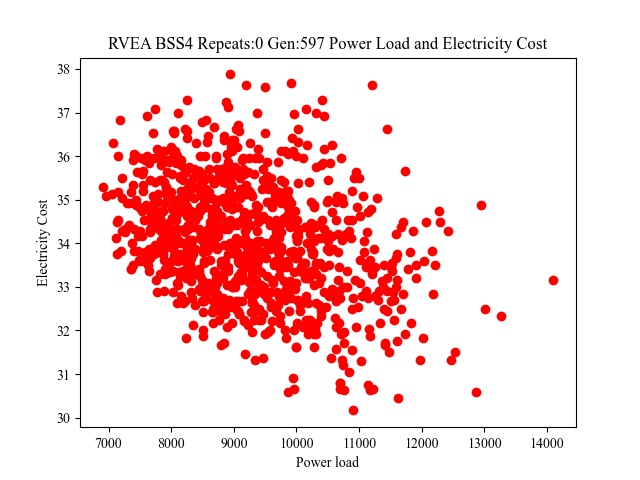 RVEA BSS4 Repeats:0 Gen:597 Power Load and Electricity Cost
38
37
36
35
34
33
32
31
30
Electricity Cost
7000 8000 9000 10000 11000 12000 13000 14000
Power load